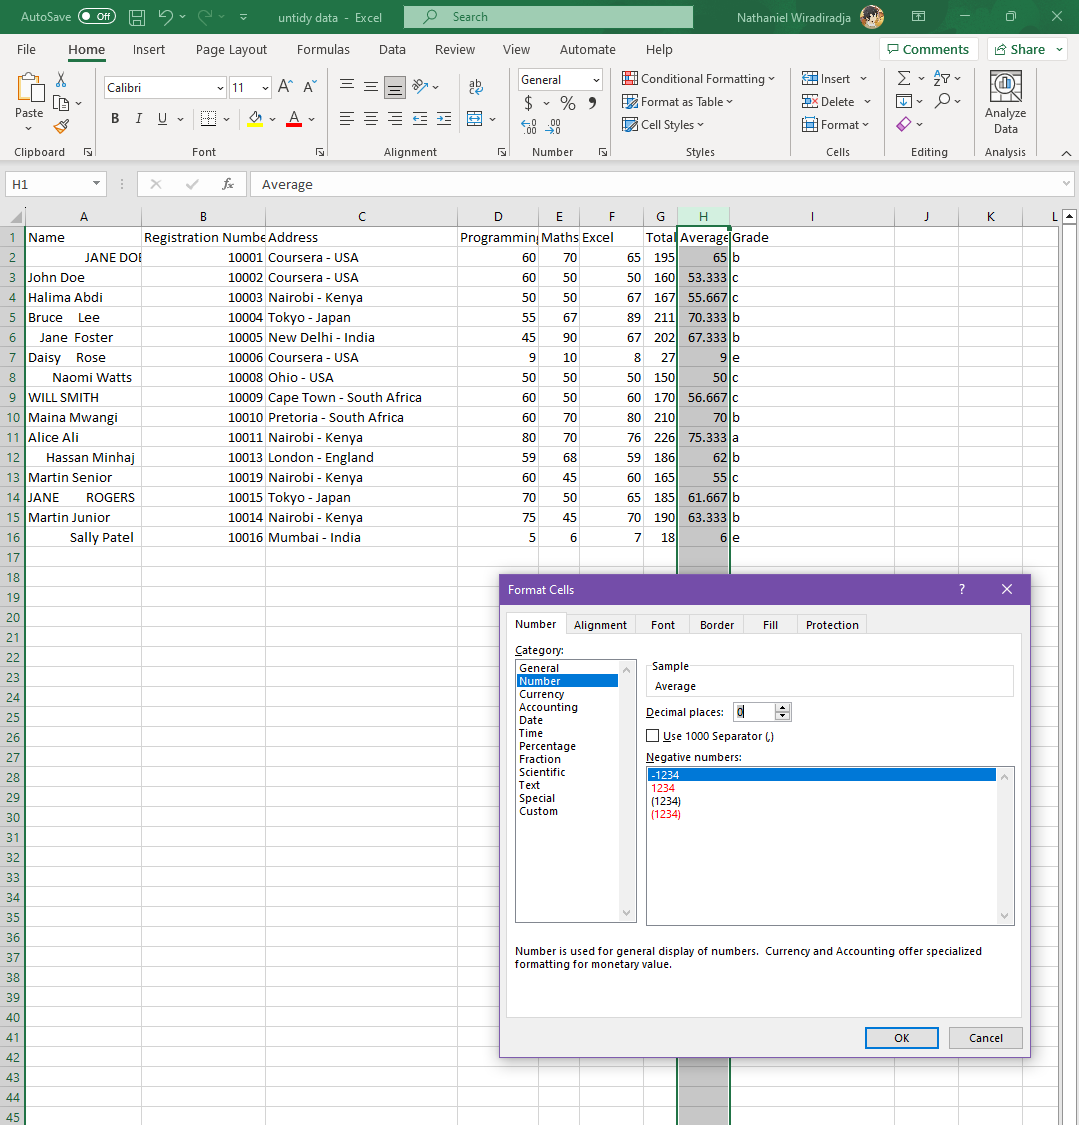 AutoSave Off untidy data - Excel Search Nathaniel Wiradiradja
File Home Insert Page Layout Formulas Data Review View Automate Help Comments Share
Paste Calibri 11 General Conditional Formatting Insert Analyze Data
B I U A $ % Format as Table Delete
Cell Styles Format
Clipboard Font Alignment Number Styles Cells Editing Analysis
H1 fx Average
A B C D E F G H I J K L
1 Name Registration Numbe Address Programming Maths Excel Total Average Grade
2 JANE DOE 10001 Coursera - USA 60 70 65 195 65 b
3 John Doe 10002 Coursera - USA 60 50 50 160 53.333 c
4 Halima Abdi 10003 Nairobi - Kenya 50 50 67 167 55.667 c
5 Bruce Lee 10004 Tokyo - Japan 55 67 89 211 70.333 b
6 Jane Foster 10005 New Delhi - India 45 90 67 202 67.333 b
7 Daisy Rose 10006 Coursera - USA 9 10 8 27 9 e
8 Naomi Watts 10008 Ohio - USA 50 50 50 150 50 c
9 WILL SMITH 10009 Cape Town - South Africa 60 50 60 170 56.667 c
10 Maina Mwangi 10010 Pretoria - South Africa 60 70 80 210 70 b
11 Alice Ali 10011 Nairobi - Kenya 80 70 76 226 75.333 a
12 Hassan Minhaj 10013 London - England 59 68 59 186 62 b
13 Martin Senior 10019 Nairobi - Kenya 60 45 60 165 55 c
14 JANE ROGERS 10015 Tokyo - Japan 70 50 65 185 61.667 b
15 Martin Junior 10014 Nairobi - Kenya 75 45 70 190 63.333 b
16 Sally Patel 10016 Mumbai - India 5 6 7 18 6 e
17
18
19
20
21
22
23
24
25
26
27
28
29
30
31
32
33
34
35
36
37
38
39
40
41
42
43
44
45
Format Cells ?
Number Alignment Font Border Fill Protection
Category:
General
Number
Currency
Accounting
Date
Time
Percentage
Fraction
Scientific
Text
Special
Custom
Sample
Average
Decimal places: 0
Use 1000 Separator (,)
Negative numbers:
-1234
1234
(1234)
(1234)
Number is used for general display of numbers. Currency and Accounting offer specialized
formatting for monetary value.
OK Cancel